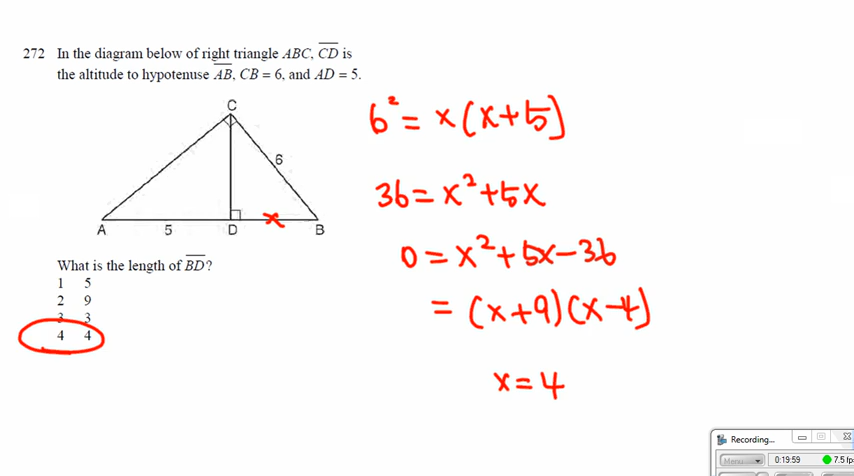 272 In the diagram below of right triangle ABC, CD is
the altitude to hypotenuse AB, CB = 6, and AD = 5.
C
6
A
5
D
x
B
What is the length of BD?
1 5
2 9
3 3
4 4
6² = x(x+5)
36 = x² + 5x
0 = x² + 5x - 36
= (x+9)(x-4)
x = 4
Recording...
Menu
0:19:59
7.5 fp